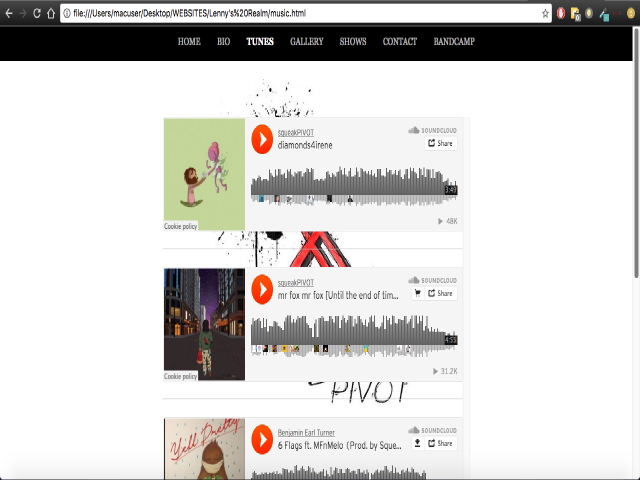 file:///Users/macuser/Desktop/WEBSITES/Lenny's%20Realm/music.html
HOME BIO TUNES GALLERY SHOWS CONTACT BANDCAMP
squeakPIVOT
diamonds4irene
SOUNDCLOUD
Share
3:49
Cookie policy
48K
squeakPIVOT
mr fox mr fox [Until the end of tim...
SOUNDCLOUD
Share
4:53
Cookie policy
31.2K
PIVOT
Yell Pretty
Benjamin Earl Turner
6 Flags ft. MFnMelo (Prod. by Sque...
SOUNDCLOUD
Share